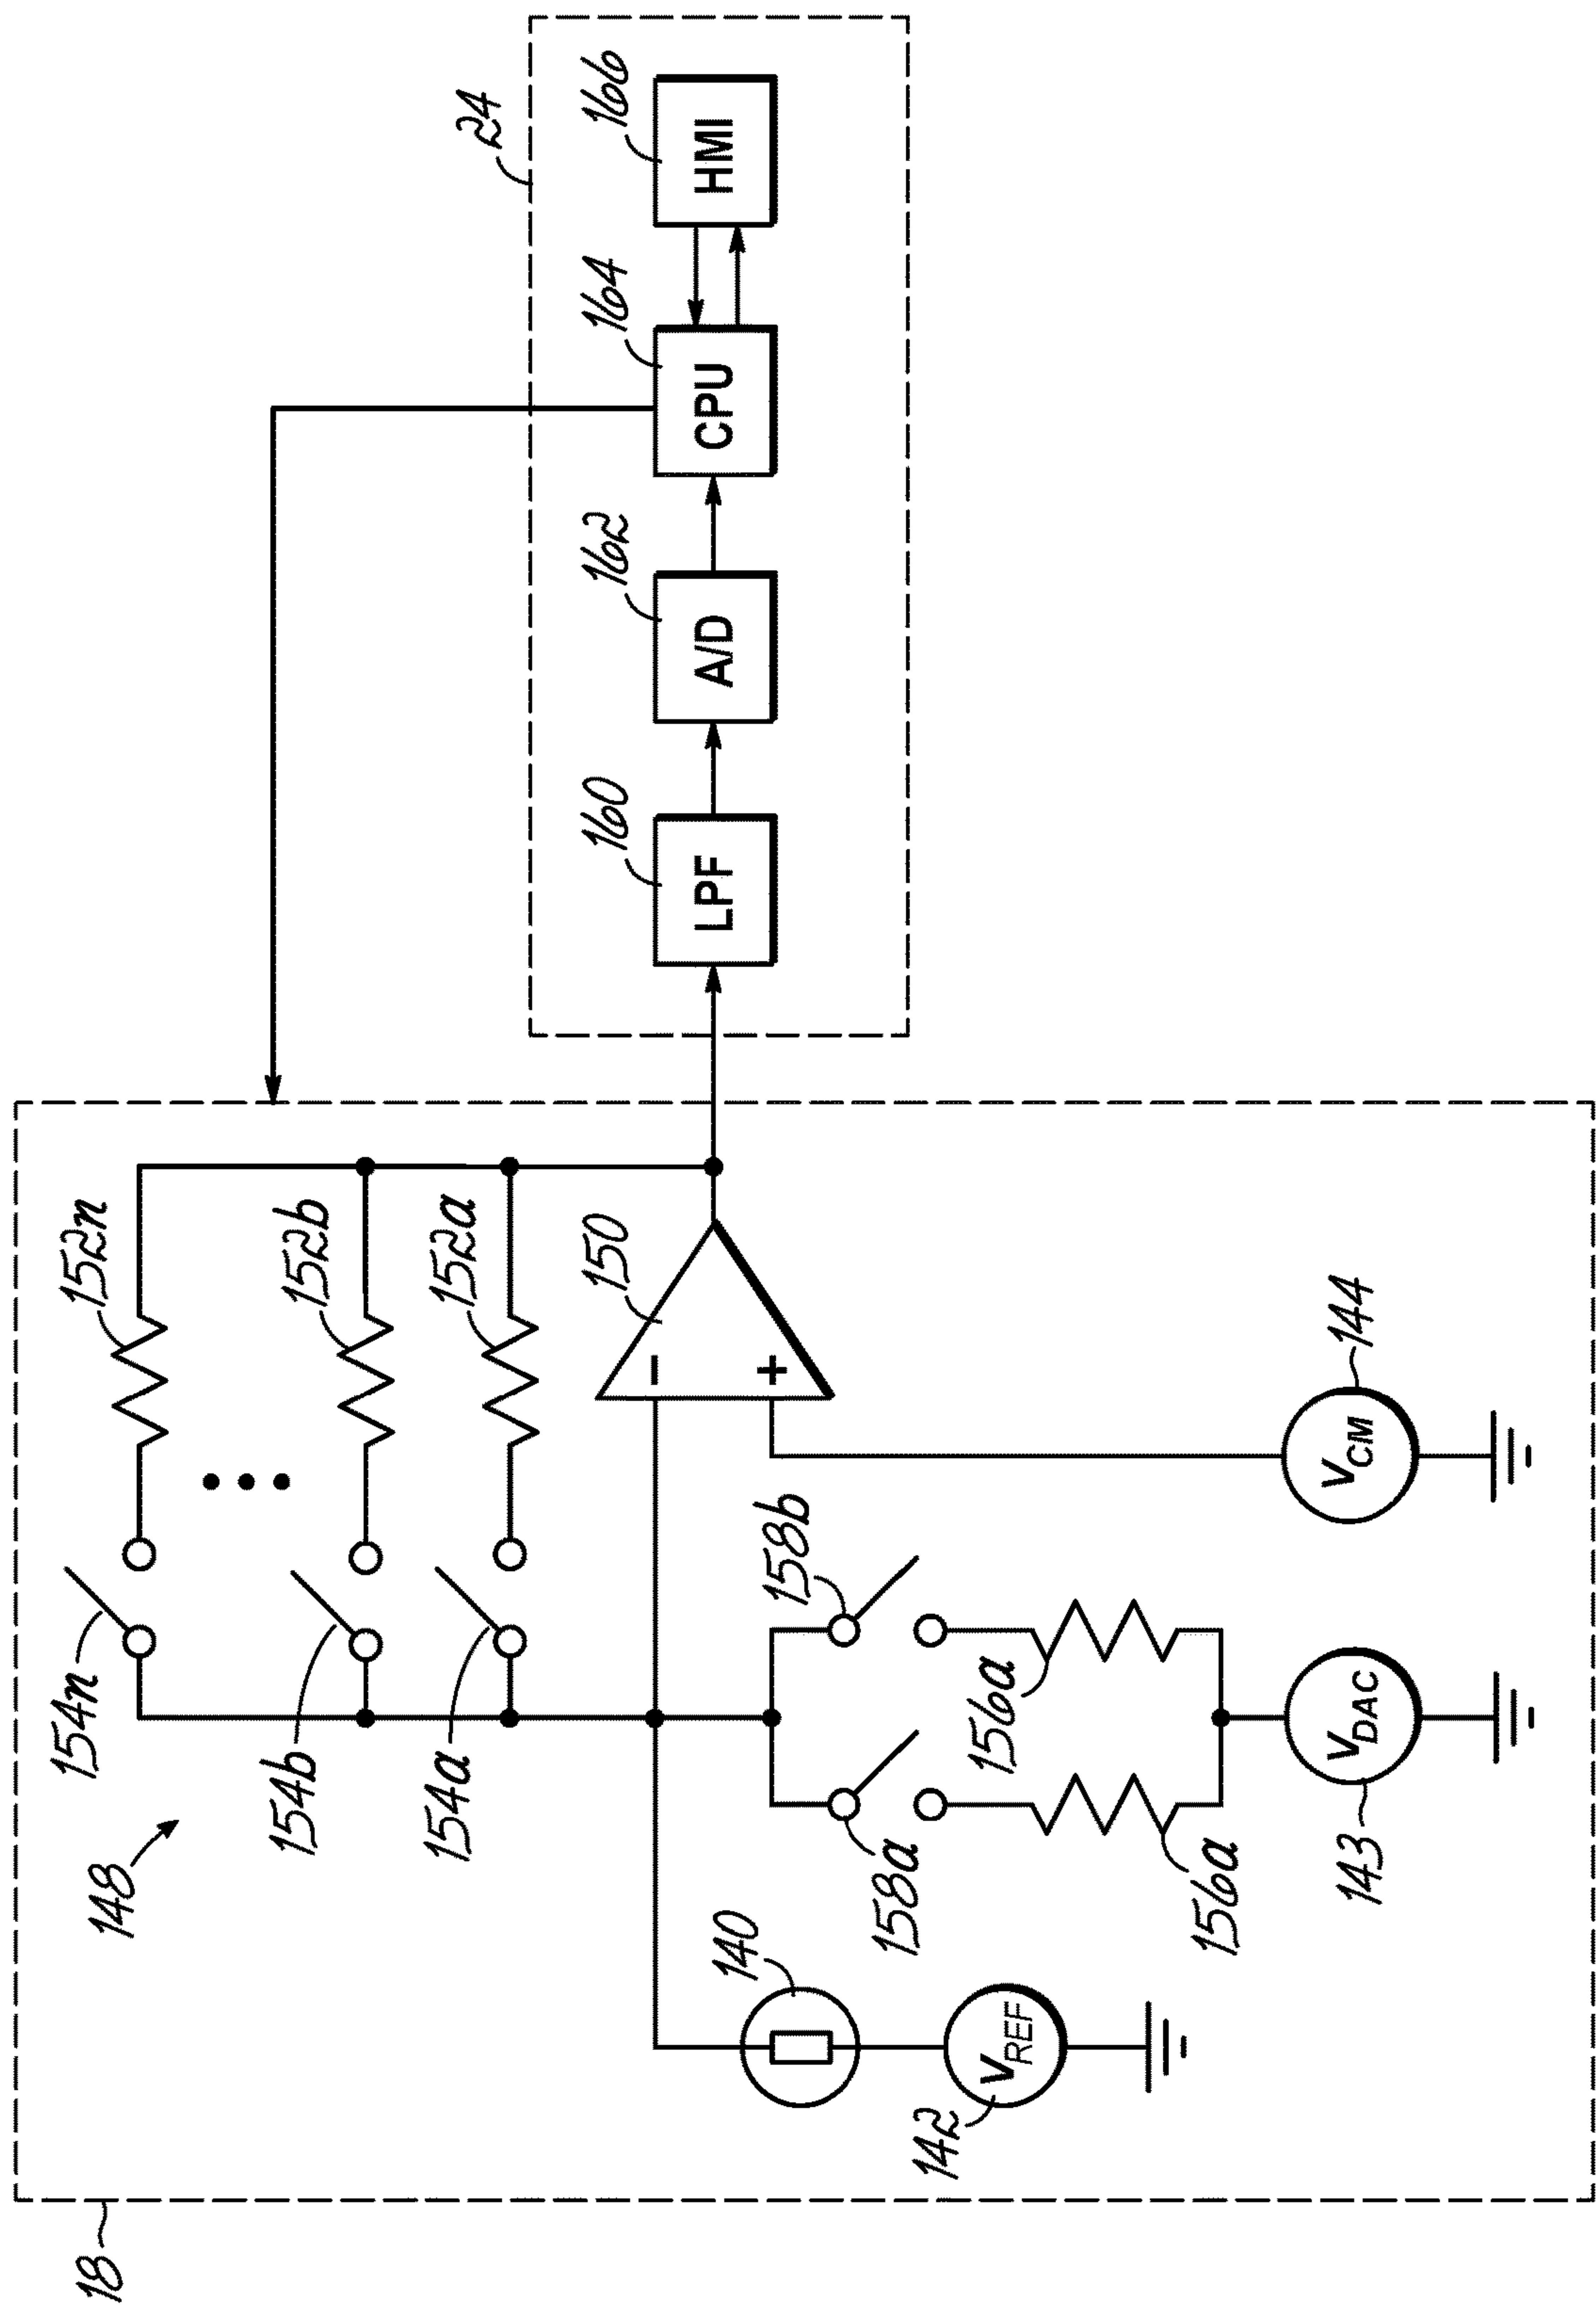 18
148
154n
152n
154b
152b
154a
152a
150
−
+
140
142
VREF
158a
158b
156a
156a
143
VDAC
144
VCM
24
160
LPF
162
A/D
164
CPU
166
HMI